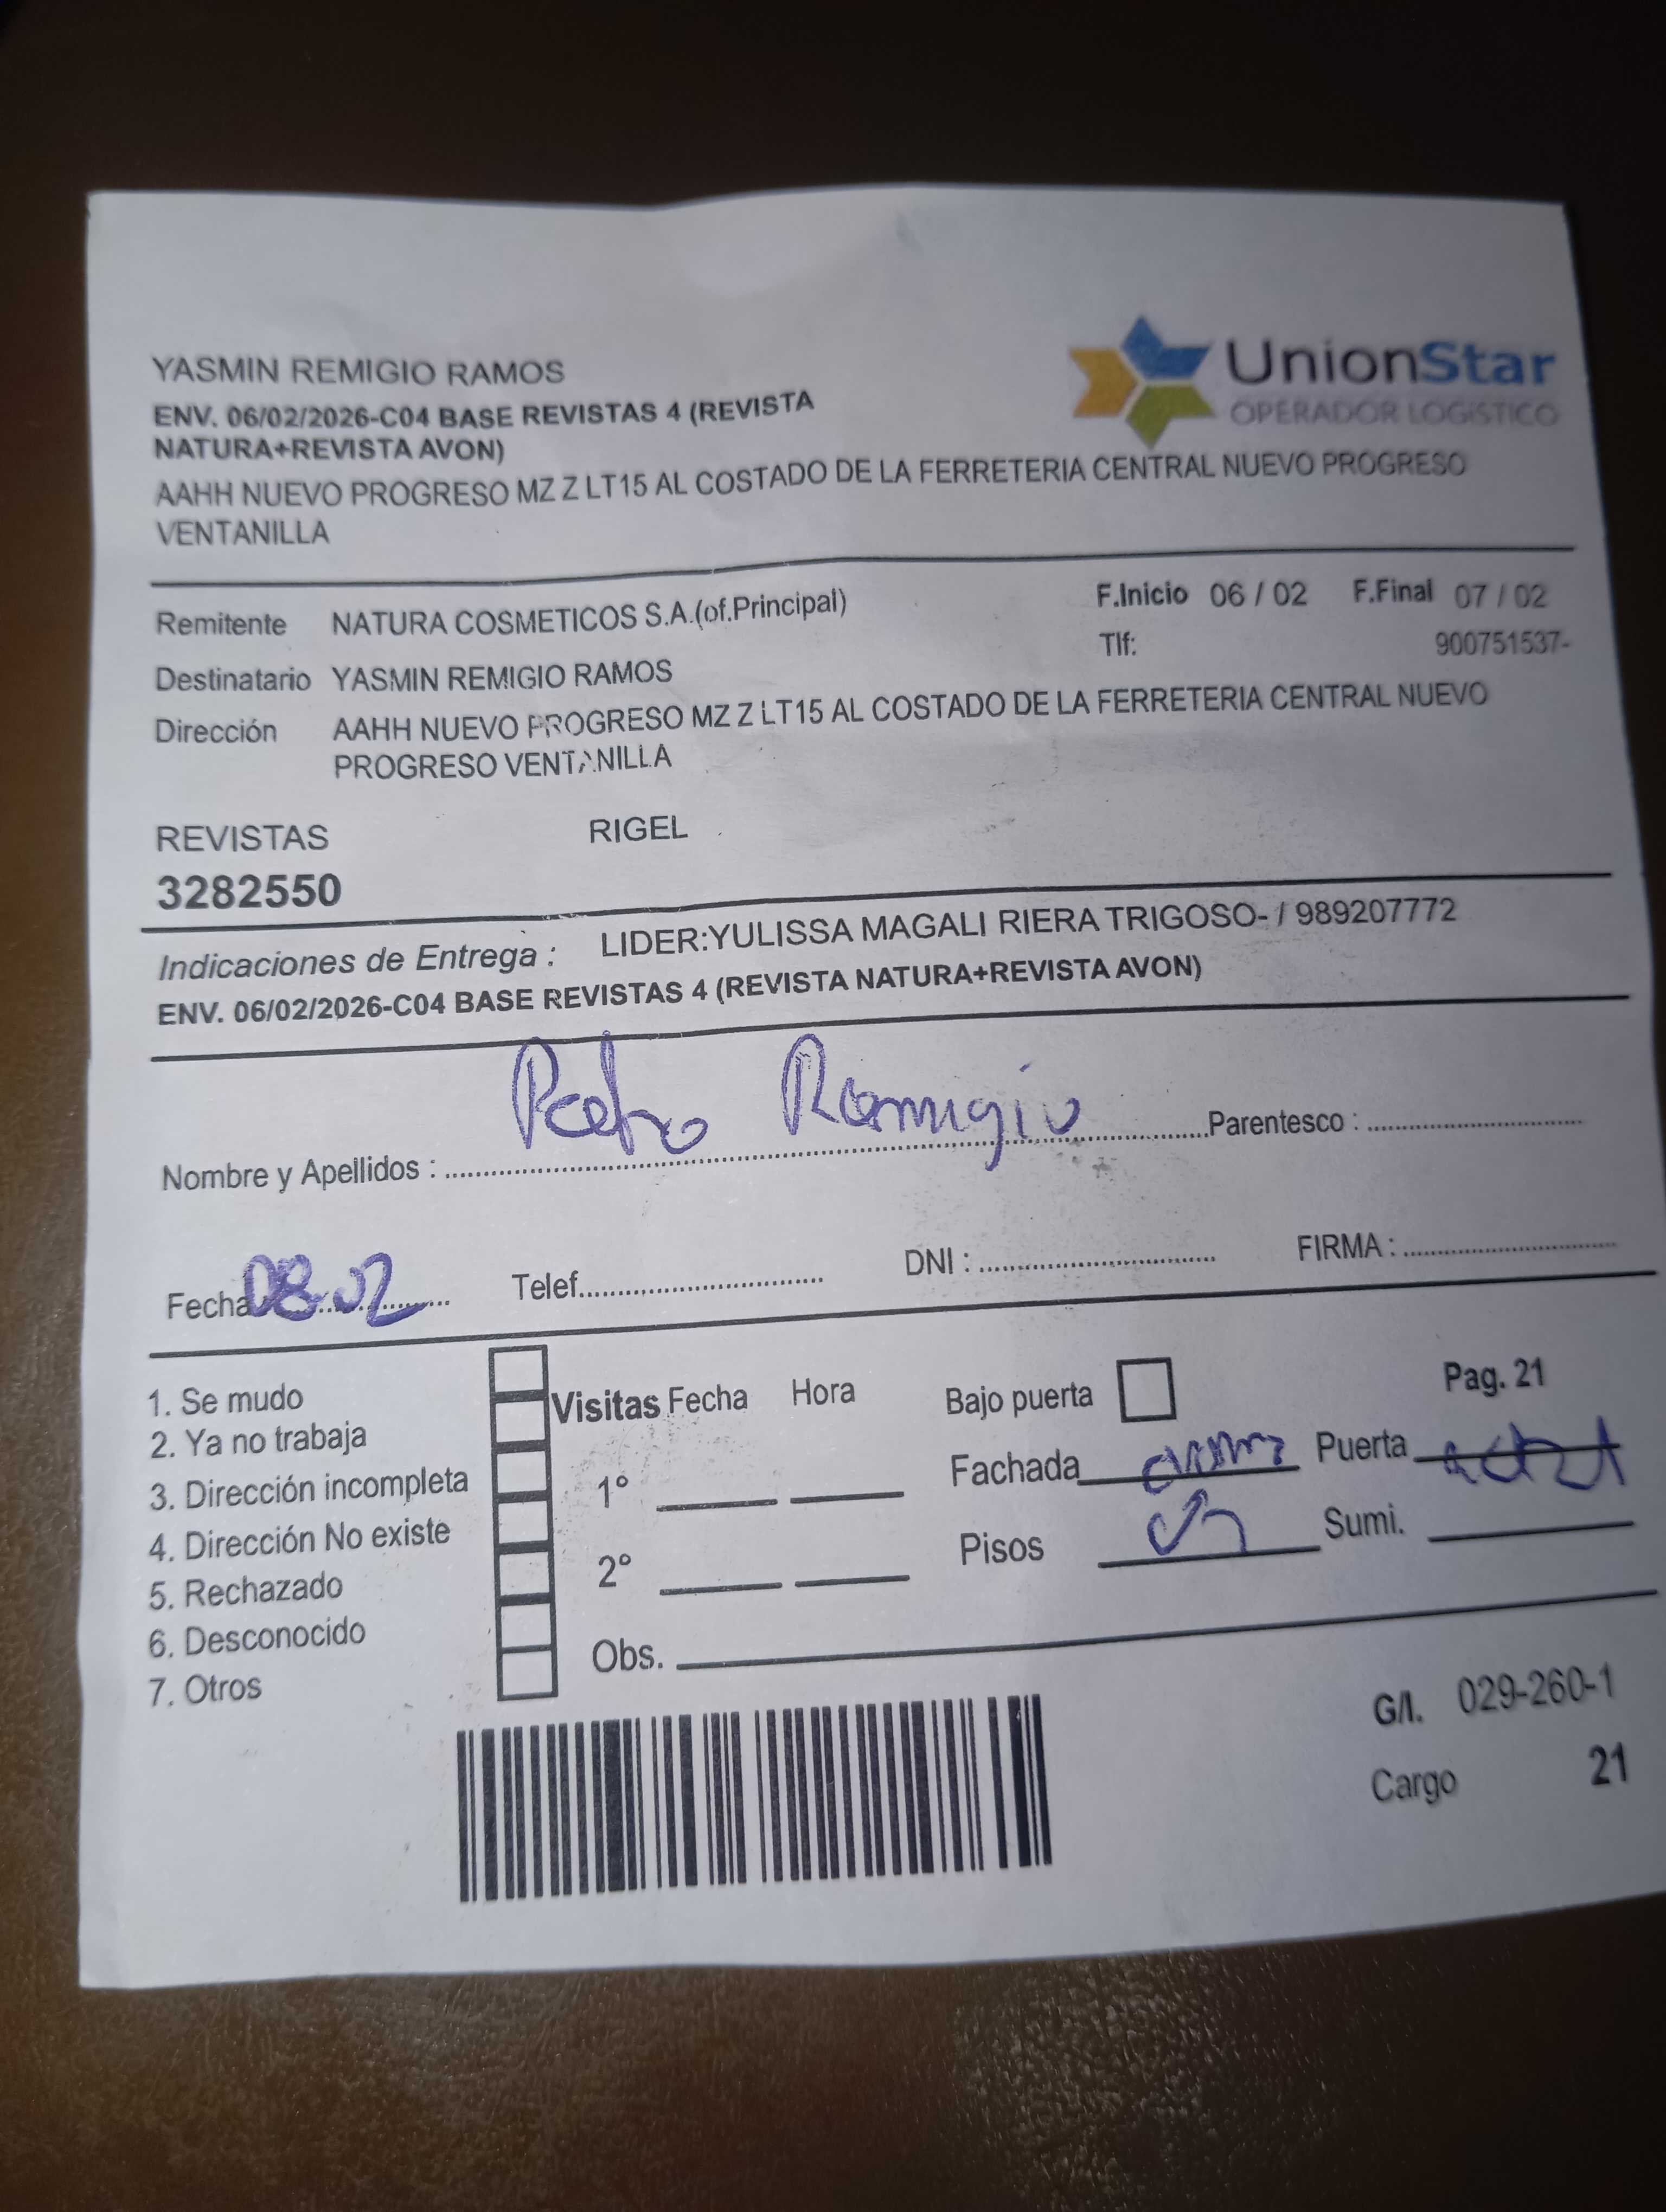 YASMIN REMIGIO RAMOS
ENV. 06/02/2026-C04 BASE REVISTAS 4 (REVISTA
NATURA+REVISTA AVON)
AAHH NUEVO PROGRESO MZ Z LT15 AL COSTADO DE LA FERRETERIA CENTRAL NUEVO PROGRESO
VENTANILLA
UnionStar
OPERADOR LOGÍSTICO
Remitente NATURA COSMETICOS S.A.(of.Principal) F.Inicio 06 / 02 F.Final 07 / 02
Tlf: 900751537-
Destinatario YASMIN REMIGIO RAMOS
Dirección AAHH NUEVO PROGRESO MZ Z LT15 AL COSTADO DE LA FERRETERIA CENTRAL NUEVO
PROGRESO VENTANILLA
REVISTAS RIGEL
3282550
Indicaciones de Entrega : LIDER:YULISSA MAGALI RIERA TRIGOSO- / 989207772
ENV. 06/02/2026-C04 BASE REVISTAS 4 (REVISTA NATURA+REVISTA AVON)
Nombre y Apellidos : Pedro Remigio Parentesco :
Fecha 08.02 Telef. DNI : FIRMA :
1. Se mudo
2. Ya no trabaja
3. Dirección incompleta
4. Dirección No existe
5. Rechazado
6. Desconocido
7. Otros
Visitas Fecha Hora
1°
2°
Obs.
Bajo puerta Pag. 21
Fachada Puerta
Pisos Sumi.
G/I. 029-260-1
Cargo 21